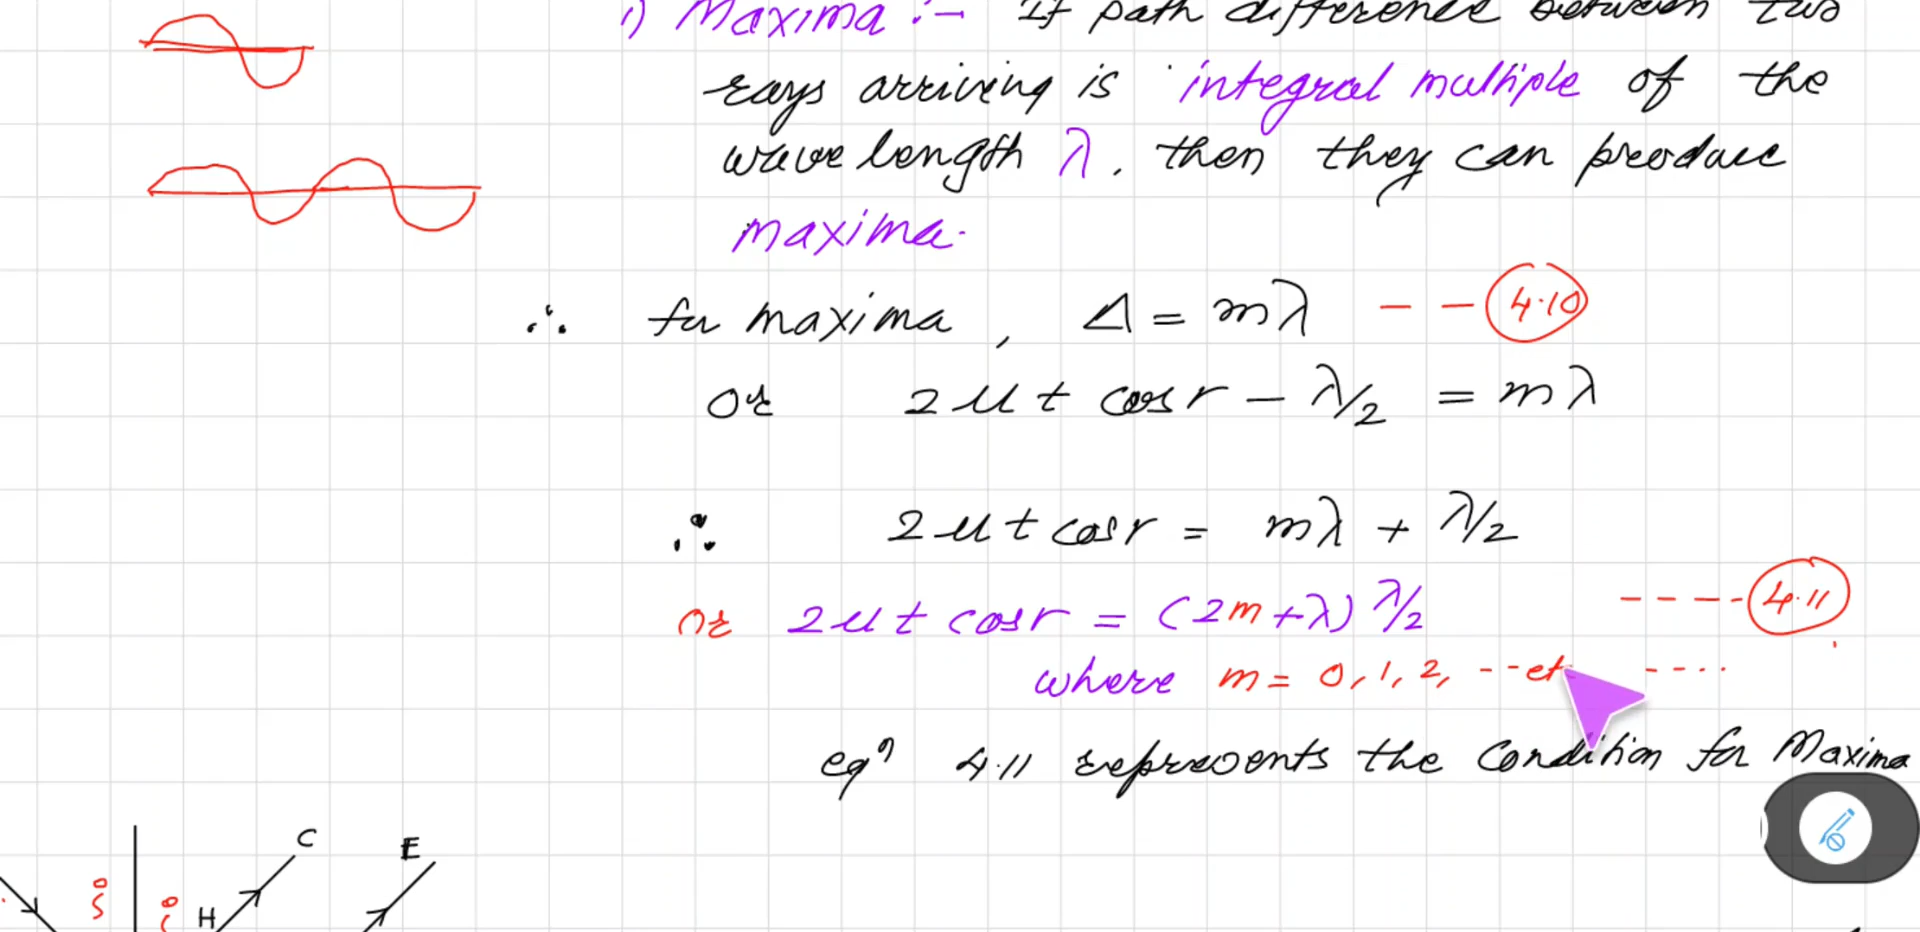 i) Maxima :- If path difference between two
rays arriving is integral multiple of the
wave length λ. then they can produce
maxima.
∴ for maxima, Δ = mλ -- 4.10
Or 2μt cos r - λ/2 = mλ
∴ 2μt cos r = mλ + λ/2
Or 2μt cos r = (2m+λ) λ/2 ---- 4.11
where m = 0, 1, 2, --et ----
eqn 4.11 represents the Condition for Maxima
C E
H